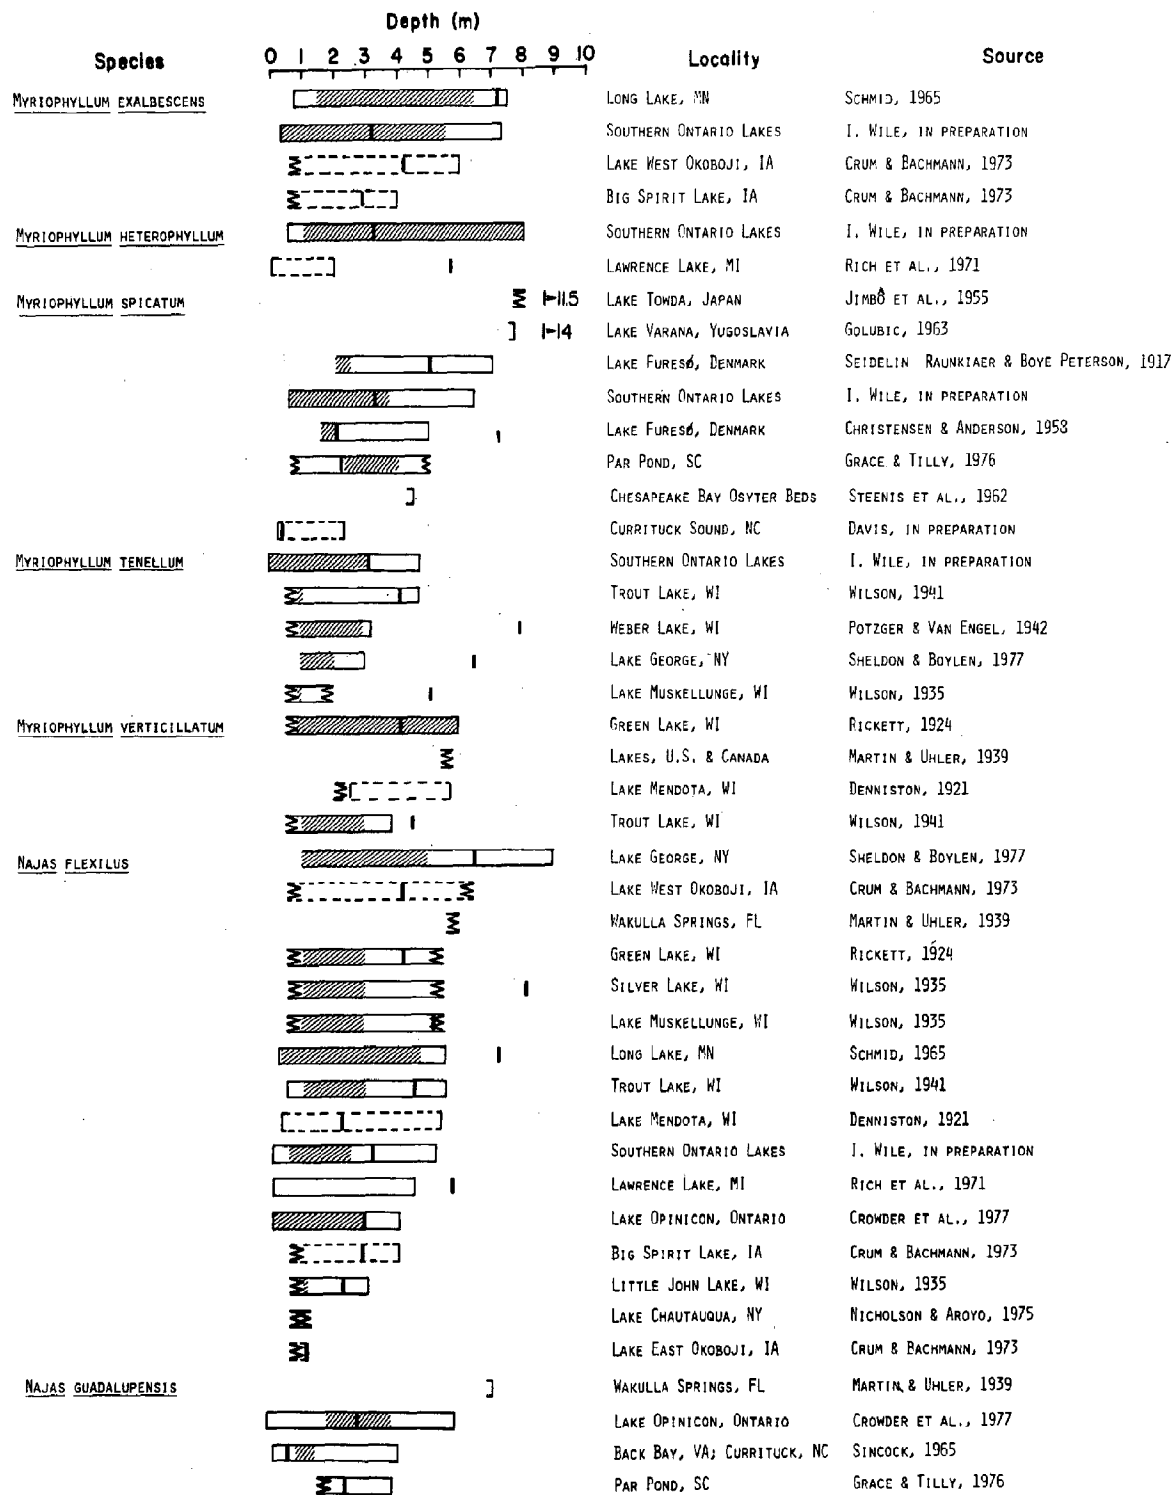 Depth (m)
Species 0 1 2 3 4 5 6 7 8 9 10 Locality Source
MYRIOPHYLLUM EXALBESCENS LONG LAKE, MN SCHMID, 1965
SOUTHERN ONTARIO LAKES I. WILE, IN PREPARATION
LAKE WEST OKOBOJI, IA CRUM & BACHMANN, 1973
BIG SPIRIT LAKE, IA CRUM & BACHMANN, 1973
MYRIOPHYLLUM HETEROPHYLLUM SOUTHERN ONTARIO LAKES I. WILE, IN PREPARATION
LAWRENCE LAKE, MI RICH ET AL., 1971
MYRIOPHYLLUM SPICATUM 11.5 LAKE TOWDA, JAPAN JIMBÔ ET AL., 1955
14 LAKE VARANA, YUGOSLAVIA GOLUBIC, 1963
LAKE FURESØ, DENMARK SEIDELIN RAUNKIAER & BOYE PETERSON, 1917
SOUTHERN ONTARIO LAKES I. WILE, IN PREPARATION
LAKE FURESØ, DENMARK CHRISTENSEN & ANDERSON, 1958
PAR POND, SC GRACE & TILLY, 1976
CHESAPEAKE BAY OSYTER BEDS STEENIS ET AL., 1962
CURRITUCK SOUND, NC DAVIS, IN PREPARATION
MYRIOPHYLLUM TENELLUM SOUTHERN ONTARIO LAKES I. WILE, IN PREPARATION
TROUT LAKE, WI WILSON, 1941
WEBER LAKE, WI POTZGER & VAN ENGEL, 1942
LAKE GEORGE, NY SHELDON & BOYLEN, 1977
LAKE MUSKELLUNGE, WI WILSON, 1935
MYRIOPHYLLUM VERTICILLATUM GREEN LAKE, WI RICKETT, 1924
LAKES, U.S. & CANADA MARTIN & UHLER, 1939
LAKE MENDOTA, WI DENNISTON, 1921
TROUT LAKE, WI WILSON, 1941
NAJAS FLEXILUS LAKE GEORGE, NY SHELDON & BOYLEN, 1977
LAKE WEST OKOBOJI, IA CRUM & BACHMANN, 1973
WAKULLA SPRINGS, FL MARTIN & UHLER, 1939
GREEN LAKE, WI RICKETT, 1924
SILVER LAKE, WI WILSON, 1935
LAKE MUSKELLUNGE, WI WILSON, 1935
LONG LAKE, MN SCHMID, 1965
TROUT LAKE, WI WILSON, 1941
LAKE MENDOTA, WI DENNISTON, 1921
SOUTHERN ONTARIO LAKES I. WILE, IN PREPARATION
LAWRENCE LAKE, MI RICH ET AL., 1971
LAKE OPINICON, ONTARIO CROWDER ET AL., 1977
BIG SPIRIT LAKE, IA CRUM & BACHMANN, 1973
LITTLE JOHN LAKE, WI WILSON, 1935
LAKE CHAUTAUQUA, NY NICHOLSON & AROYO, 1975
LAKE EAST OKOBOJI, IA CRUM & BACHMANN, 1973
NAJAS GUADALUPENSIS WAKULLA SPRINGS, FL MARTIN & UHLER, 1939
LAKE OPINICON, ONTARIO CROWDER ET AL., 1977
BACK BAY, VA; CURRITUCK, NC SINCOCK, 1965
PAR POND, SC GRACE & TILLY, 1976